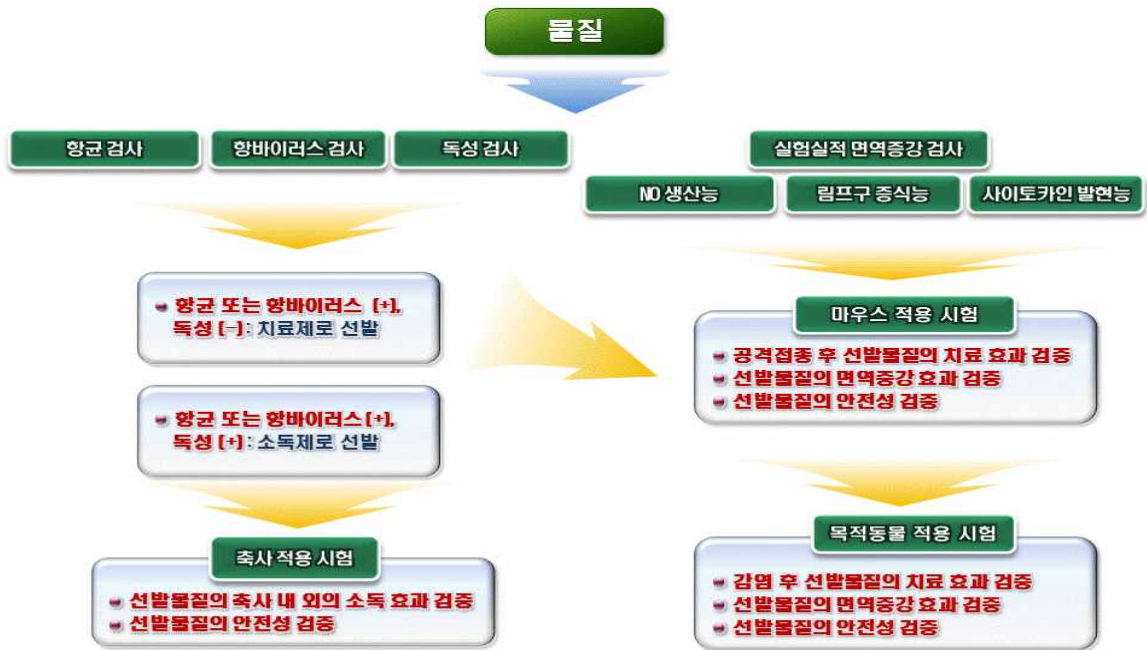 물질
항균 검사
항바이러스 검사
독성 검사
실험실적 면역증강 검사
NO 생산능
림프구 증식능
사이토카인 발현능
항균 또는 항바이러스 (+),
독성 (-) : 치료제로 선발
항균 또는 항바이러스 (+),
독성 (+) : 소독제로 선발
축사 적용 시험
선발물질의 축사 내 외의 소독 효과 검증
선발물질의 안전성 검증
마우스 적용 시험
공격접종 후 선발물질의 치료 효과 검증
선발물질의 면역증강 효과 검증
선발물질의 안전성 검증
목적동물 적용 시험
감염 후 선발물질의 치료 효과 검증
선발물질의 면역증강 효과 검증
선발물질의 안전성 검증